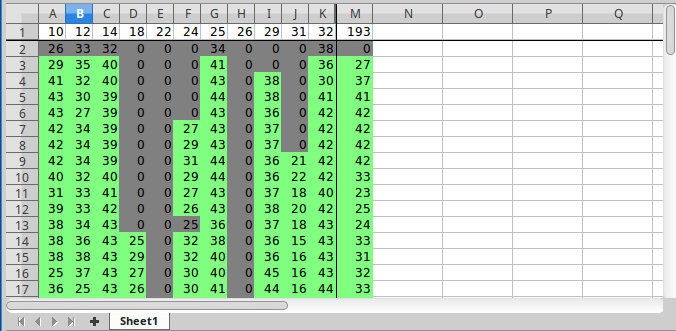 A B C D E F G H I J K M N O P Q
1 10 12 14 18 22 24 25 26 29 31 32 193
2 26 33 32 0 0 0 34 0 0 0 38 0
3 29 35 40 0 0 0 41 0 0 0 36 27
4 41 32 40 0 0 0 43 0 38 0 30 37
5 43 30 39 0 0 0 44 0 38 0 41 41
6 43 27 39 0 0 0 43 0 36 0 42 42
7 42 34 39 0 0 27 43 0 37 0 42 42
8 42 34 39 0 0 29 43 0 37 0 42 42
9 42 34 39 0 0 31 44 0 36 21 42 42
10 40 32 40 0 0 29 44 0 36 22 42 33
11 31 33 41 0 0 27 43 0 37 18 40 23
12 39 33 42 0 0 26 43 0 38 20 42 25
13 38 34 43 0 0 25 36 0 37 18 43 24
14 38 36 43 25 0 32 38 0 36 15 43 33
15 38 38 43 29 0 32 40 0 36 16 43 31
16 25 37 43 27 0 30 40 0 45 16 43 32
17 36 25 43 26 0 30 41 0 44 16 44 33
Sheet1